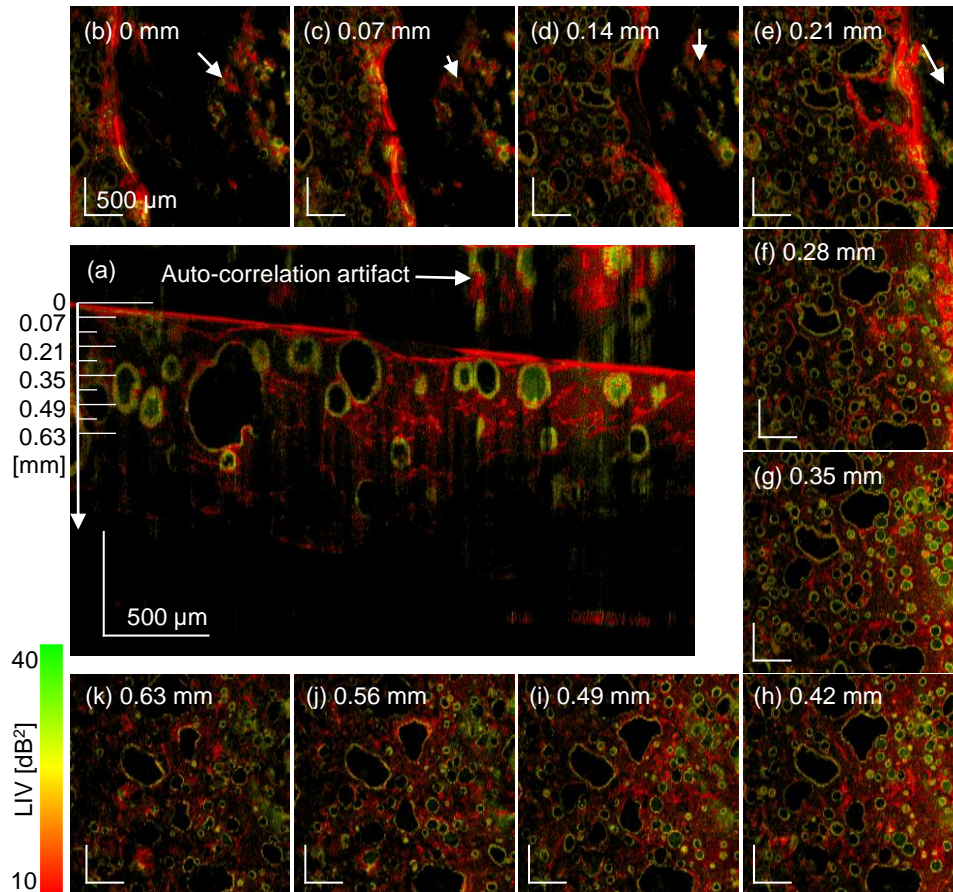 (b) 0 mm
(c) 0.07 mm
(d) 0.14 mm
(e) 0.21 mm
500 µm
(a)
Auto-correlation artifact
0
0.07
0.21
0.35
0.49
0.63
[mm]
500 µm
(f) 0.28 mm
(g) 0.35 mm
(h) 0.42 mm
40
LIV [dB²]
10
(k) 0.63 mm
(j) 0.56 mm
(i) 0.49 mm